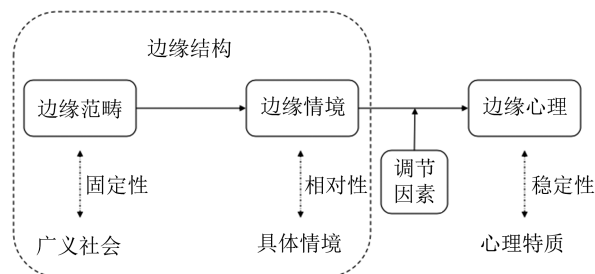 边缘结构
边缘范畴
边缘情境
边缘心理
调节
因素
固定性
相对性
稳定性
广义社会
具体情境
心理特质